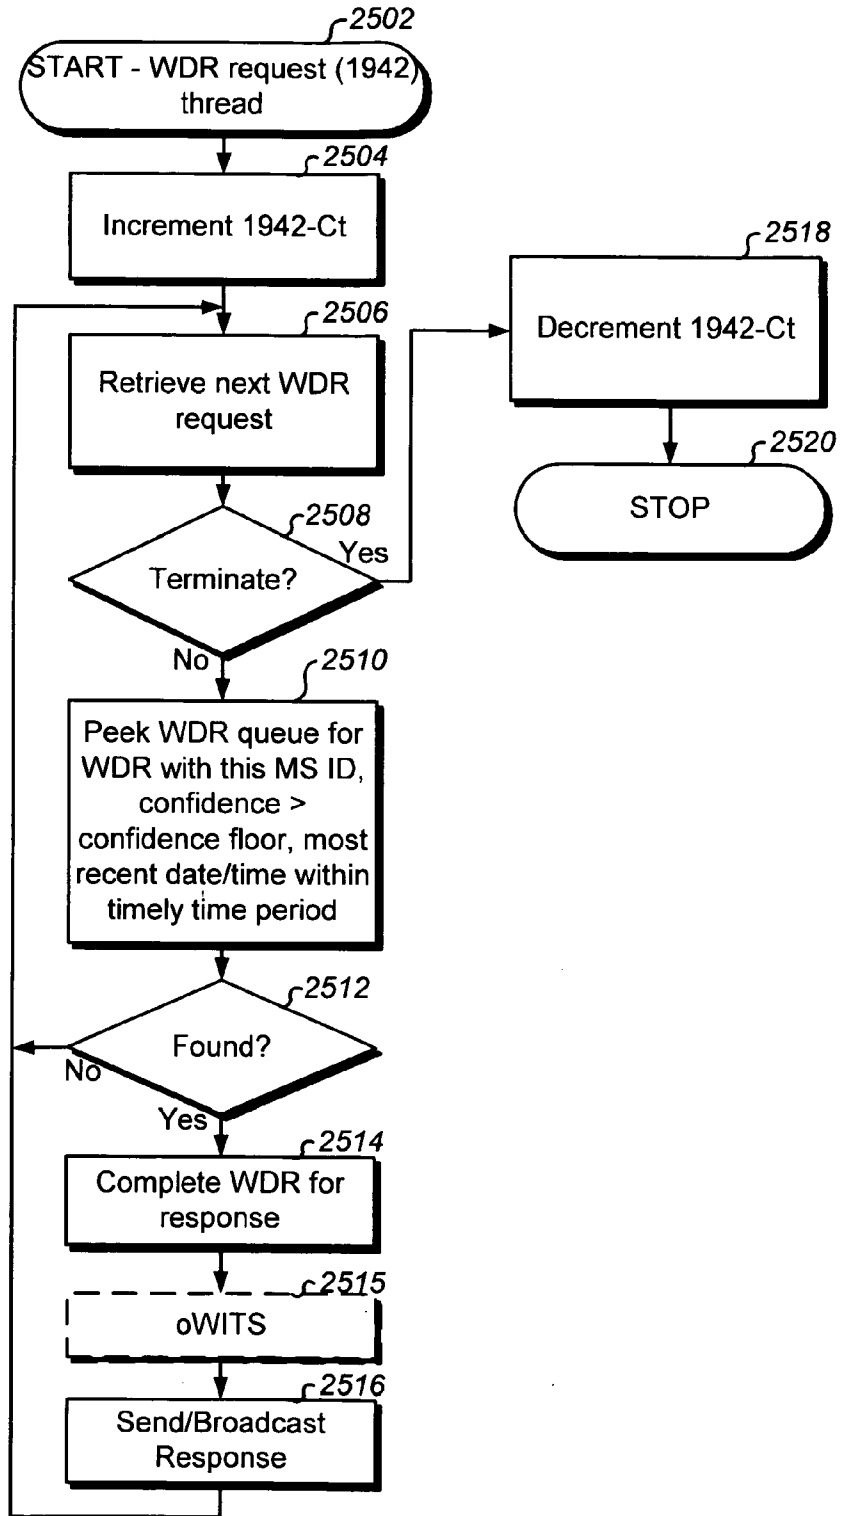 2502
START - WDR request (1942)
thread
2504
Increment 1942-Ct
2506
Retrieve next WDR
request
2508
Terminate?
Yes
No
2518
Decrement 1942-Ct
2520
STOP
2510
Peek WDR queue for
WDR with this MS ID,
confidence >
confidence floor, most
recent date/time within
timely time period
2512
Found?
No
Yes
2514
Complete WDR for
response
2515
oWITS
2516
Send/Broadcast
Response